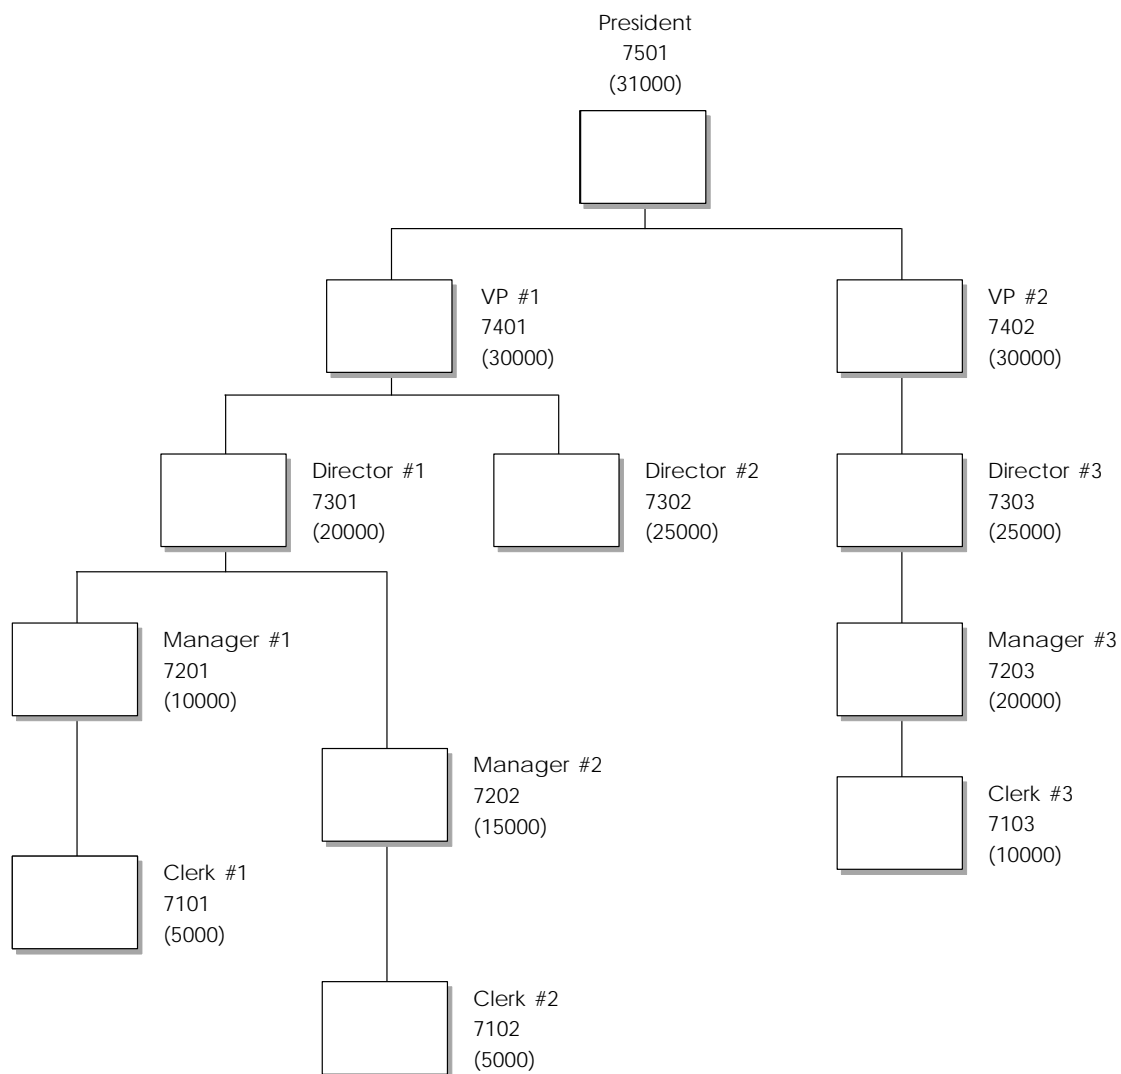 President
7501
(31000)
VP #1
7401
(30000)
VP #2
7402
(30000)
Director #1
7301
(20000)
Director #2
7302
(25000)
Director #3
7303
(25000)
Manager #1
7201
(10000)
Manager #3
7203
(20000)
Manager #2
7202
(15000)
Clerk #3
7103
(10000)
Clerk #1
7101
(5000)
Clerk #2
7102
(5000)